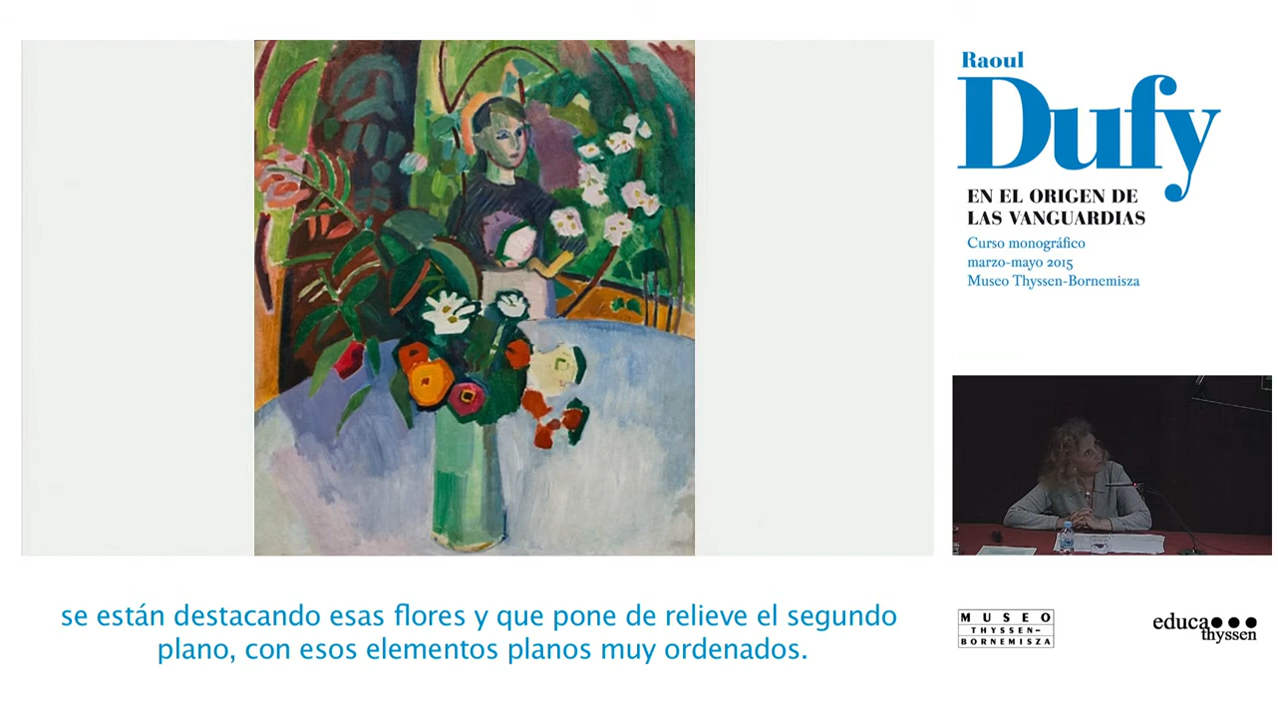 Raoul
Dufy
EN EL ORIGEN DE
LAS VANGUARDIAS
Curso monográfico
marzo-mayo 2015
Museo Thyssen-Bornemisza
se están destacando esas flores y que pone de relieve el segundo
plano, con esos elementos planos muy ordenados.
MUSEO
THYSSEN-
BORNEMISZA
educa
thyssen